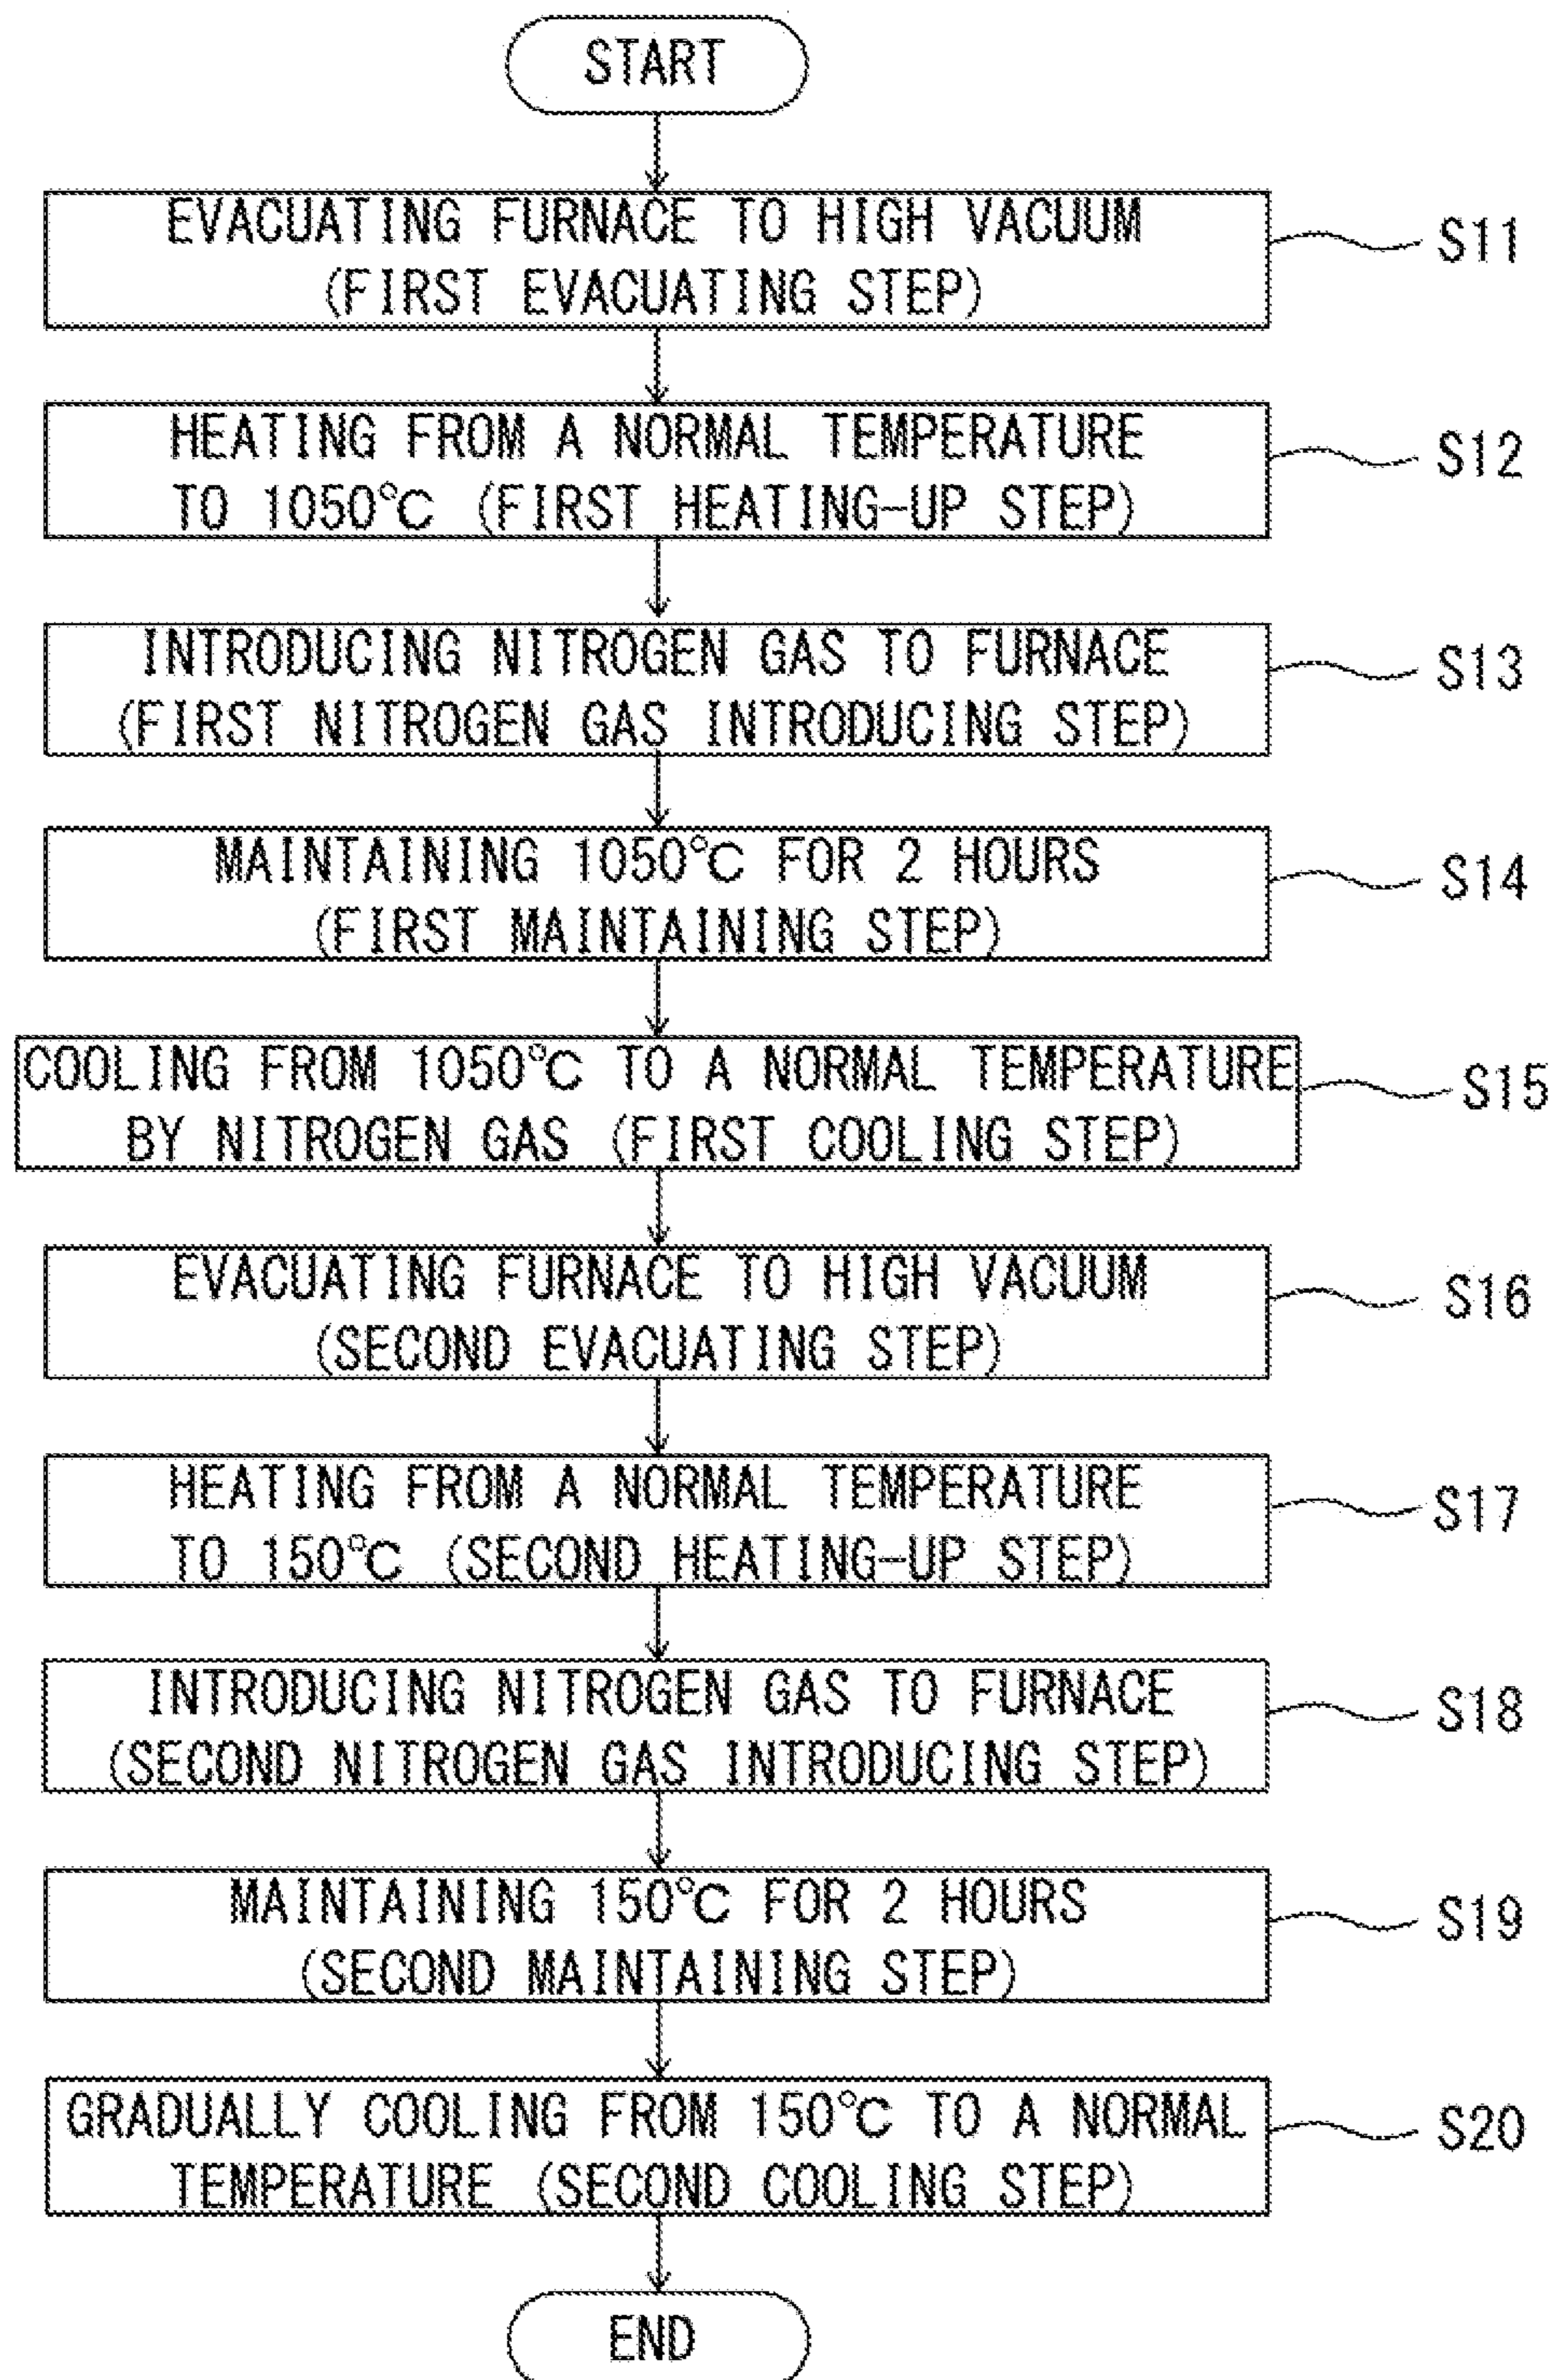 START
EVACUATING FURNACE TO HIGH VACUUM
(FIRST EVACUATING STEP)
S11
HEATING FROM A NORMAL TEMPERATURE
TO 1050℃ (FIRST HEATING-UP STEP)
S12
INTRODUCING NITROGEN GAS TO FURNACE
(FIRST NITROGEN GAS INTRODUCING STEP)
S13
MAINTAINING 1050℃ FOR 2 HOURS
(FIRST MAINTAINING STEP)
S14
COOLING FROM 1050℃ TO A NORMAL TEMPERATURE
BY NITROGEN GAS (FIRST COOLING STEP)
S15
EVACUATING FURNACE TO HIGH VACUUM
(SECOND EVACUATING STEP)
S16
HEATING FROM A NORMAL TEMPERATURE
TO 150℃ (SECOND HEATING-UP STEP)
S17
INTRODUCING NITROGEN GAS TO FURNACE
(SECOND NITROGEN GAS INTRODUCING STEP)
S18
MAINTAINING 150℃ FOR 2 HOURS
(SECOND MAINTAINING STEP)
S19
GRADUALLY COOLING FROM 150℃ TO A NORMAL
TEMPERATURE (SECOND COOLING STEP)
S20
END